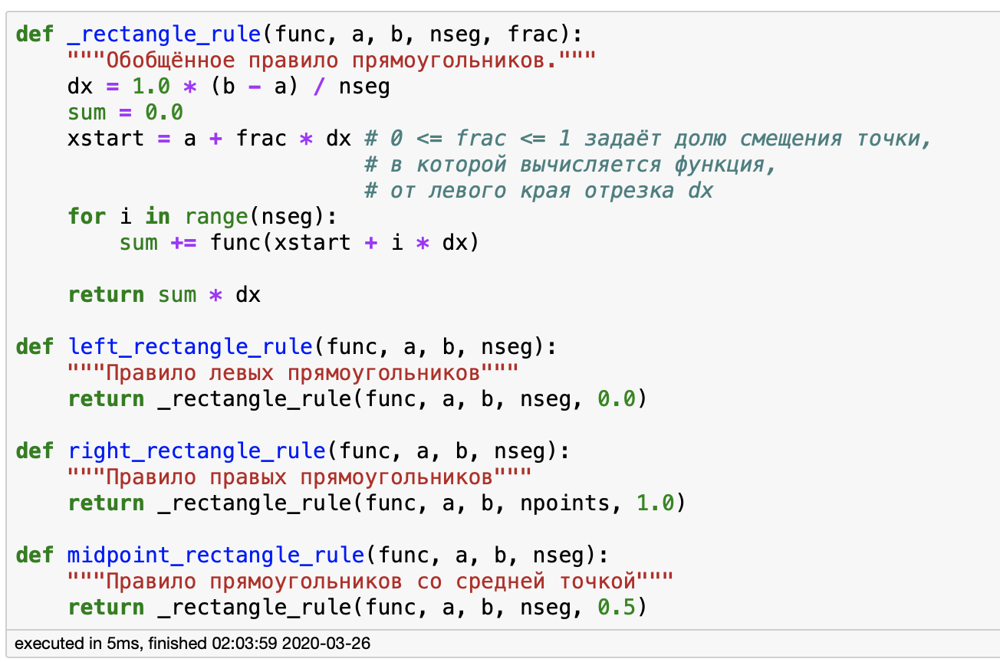 def _rectangle_rule(func, a, b, nseg, frac):
    """Обобщённое правило прямоугольников."""
    dx = 1.0 * (b - a) / nseg
    sum = 0.0
    xstart = a + frac * dx # 0 <= frac <= 1 задаёт долю смещения точки,
                           # в которой вычисляется функция,
                           # от левого края отрезка dx
    for i in range(nseg):
        sum += func(xstart + i * dx)

    return sum * dx

def left_rectangle_rule(func, a, b, nseg):
    """Правило левых прямоугольников"""
    return _rectangle_rule(func, a, b, nseg, 0.0)

def right_rectangle_rule(func, a, b, nseg):
    """Правило правых прямоугольников"""
    return _rectangle_rule(func, a, b, npoints, 1.0)

def midpoint_rectangle_rule(func, a, b, nseg):
    """Правило прямоугольников со средней точкой"""
    return _rectangle_rule(func, a, b, nseg, 0.5)
executed in 5ms, finished 02:03:59 2020-03-26